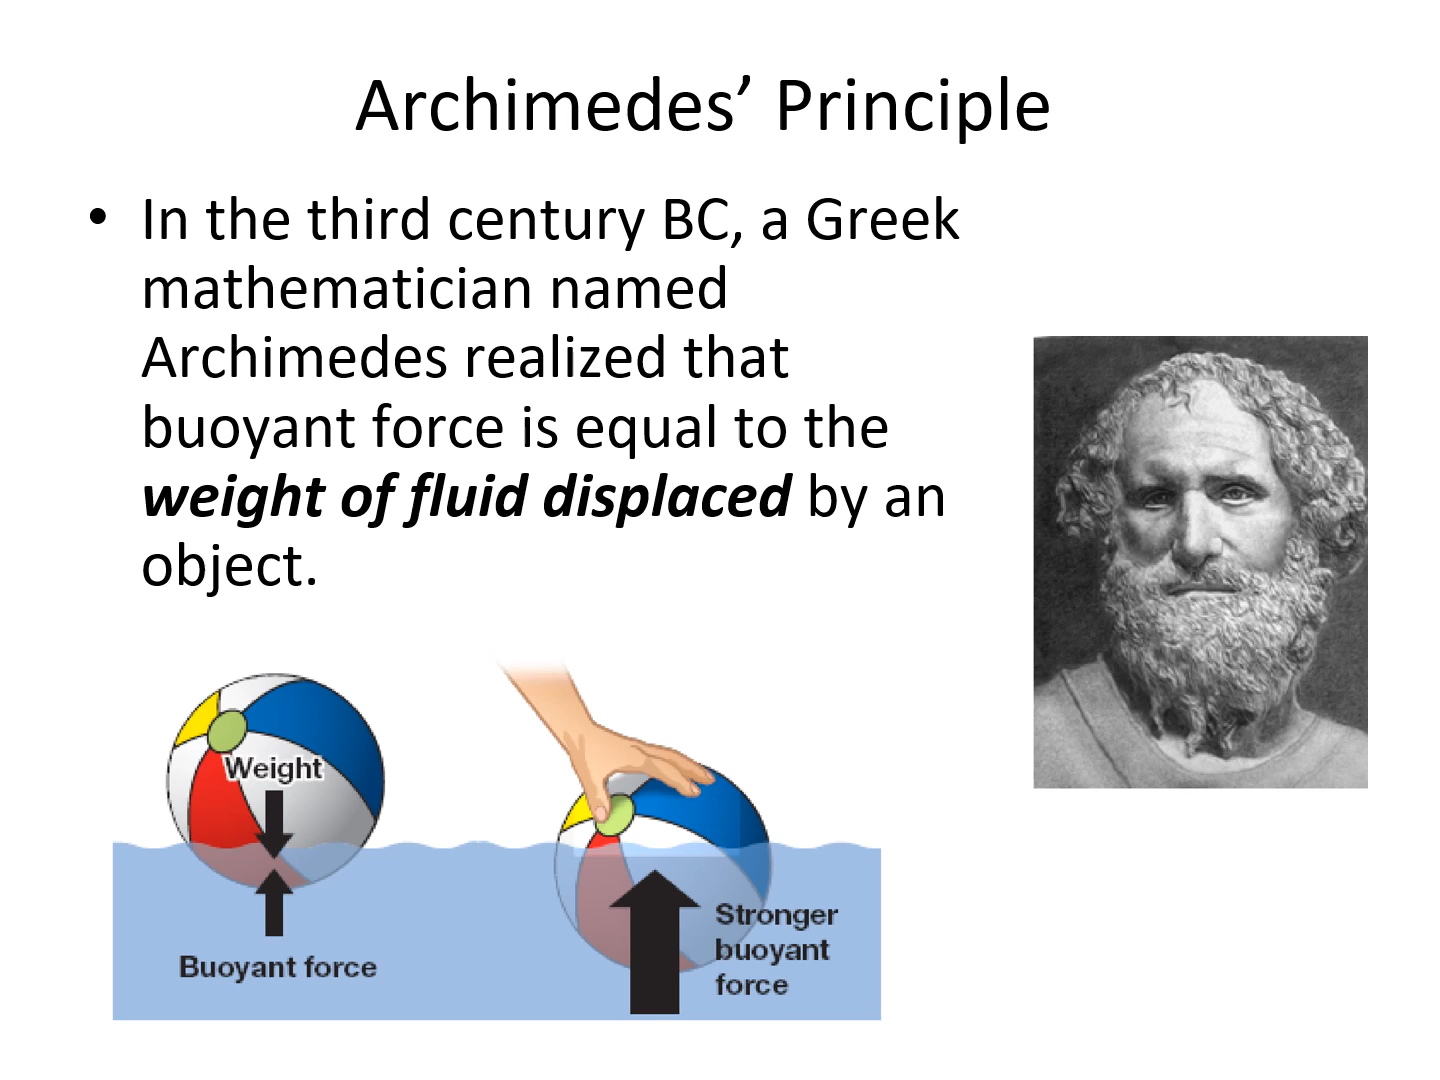 Archimedes’ Principle
• In the third century BC, a Greek
mathematician named
Archimedes realized that
buoyant force is equal to the
weight of fluid displaced by an
object.
Weight
Buoyant force
Stronger
buoyant
force